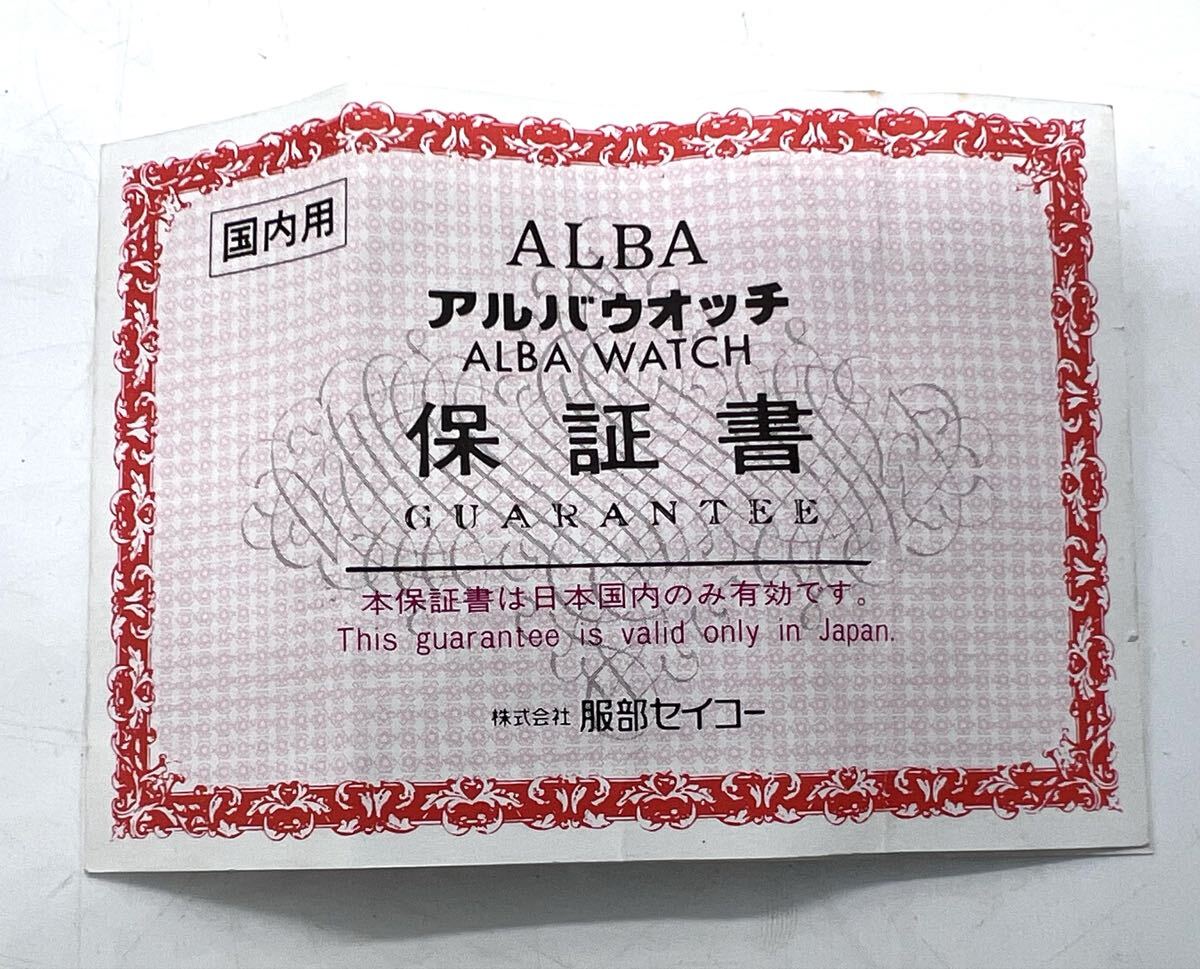 国内用
ALBA
アルバウオッチ
ALBA WATCH
保証書
GUARANTEE
本保証書は日本国内のみ有効です。
This guarantee is valid only in Japan.
株式会社 服部セイコー